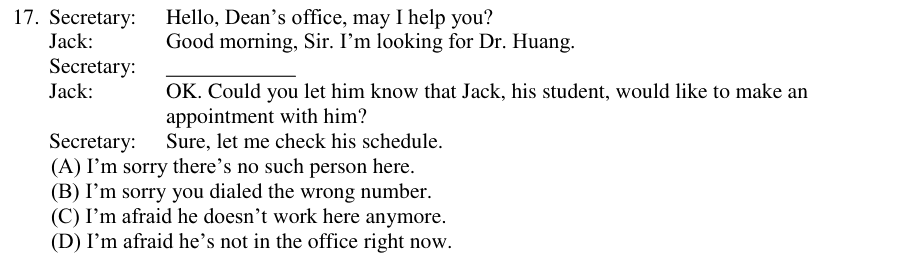 17. Secretary: Hello, Dean’s office, may I help you?
Jack: Good morning, Sir. I’m looking for Dr. Huang.
Secretary: ____________
Jack: OK. Could you let him know that Jack, his student, would like to make an
appointment with him?
Secretary: Sure, let me check his schedule.
(A) I’m sorry there’s no such person here.
(B) I’m sorry you dialed the wrong number.
(C) I’m afraid he doesn’t work here anymore.
(D) I’m afraid he’s not in the office right now.